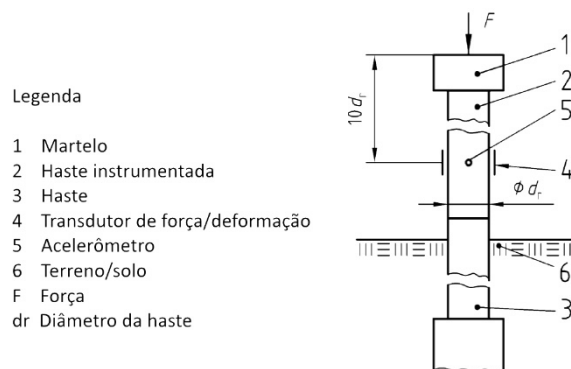 Legenda
1 Martelo
2 Haste instrumentada
3 Haste
4 Transdutor de força/deformação
5 Acelerômetro
6 Terreno/solo
F Força
dr Diâmetro da haste
F
1
2
5
10 dᵣ
4
Φ dᵣ
6
3